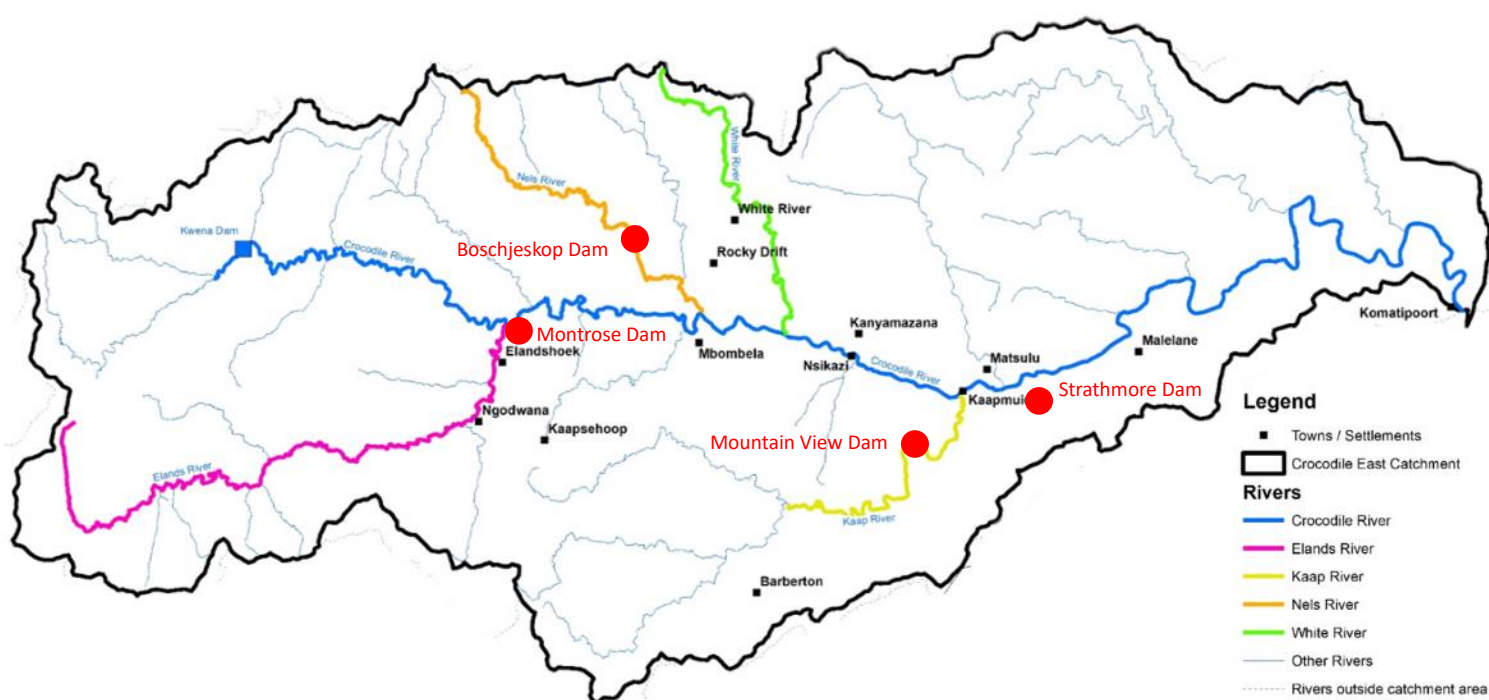 White River
Nels River
White River
Kwena Dam
Crocodile River
Boschjeskop Dam
Rocky Drift
Montrose Dam
Elandshoek
Mbombela
Kanyamazana
Nsikazi
Crocodile River
Matsulu
Malelane
Komatipoort
Kaapmui
Strathmore Dam
Ngodwana
Kaapsehoop
Mountain View Dam
Elands River
Kaap River
Barberton
Legend
Towns / Settlements
Crocodile East Catchment
Rivers
Crocodile River
Elands River
Kaap River
Nels River
White River
Other Rivers
Rivers outside catchment area